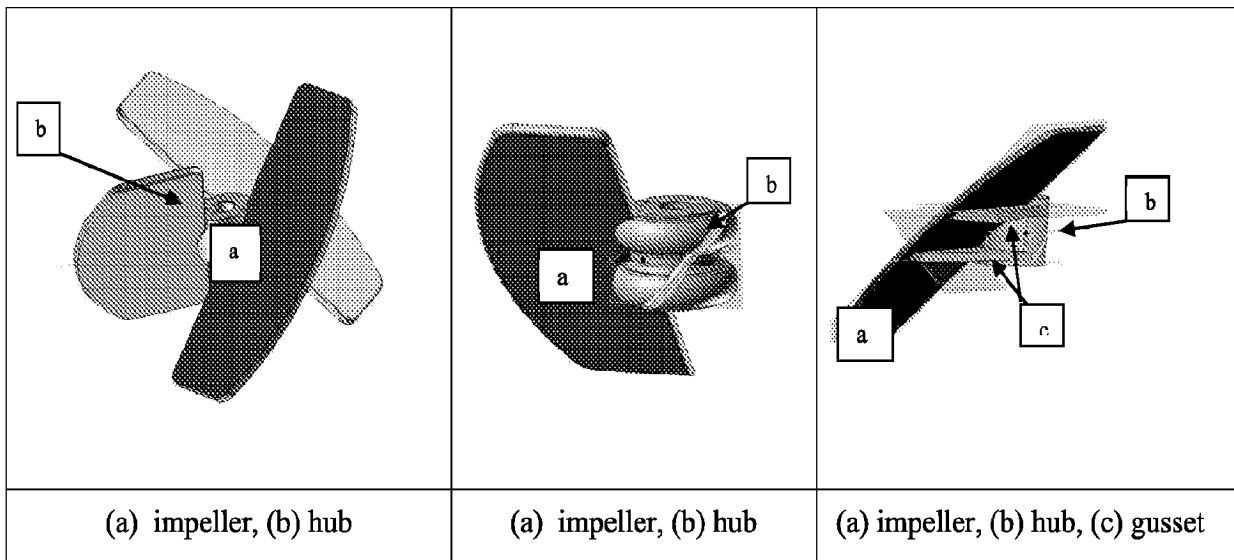 b
a
a
b
a
b
c
(a) impeller, (b) hub
(a) impeller, (b) hub
(a) impeller, (b) hub, (c) gusset